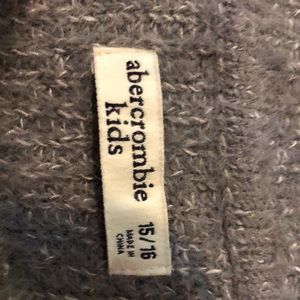 abercrombie
kids
15/16
MADE IN
CHINA